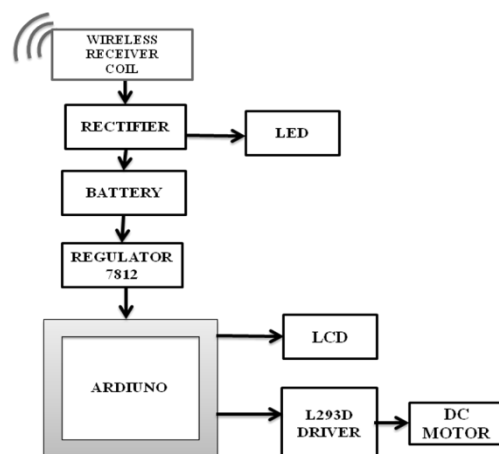 WIRELESS
RECEIVER
COIL
RECTIFIER
LED
BATTERY
REGULATOR
7812
LCD
ARDIUNO
L293D
DRIVER
DC
MOTOR